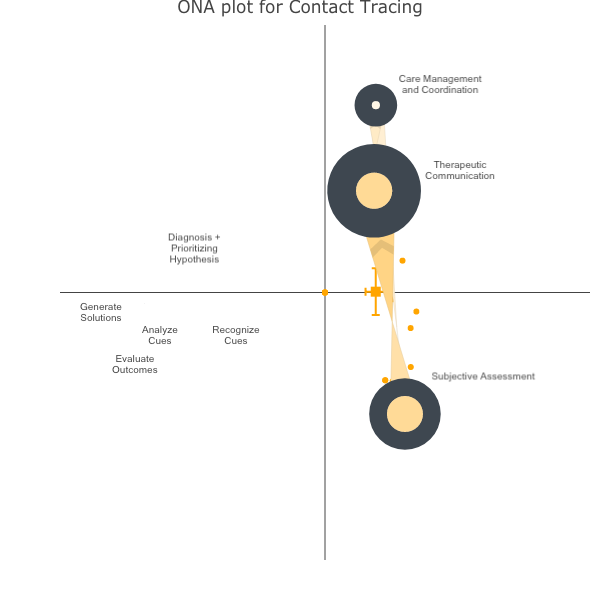 ONA plot for Contact Tracing
Care Management
and Coordination
Therapeutic
Communication
Diagnosis +
Prioritizing
Hypothesis
Generate
Solutions
Analyze
Cues
Recognize
Cues
Evaluate
Outcomes
Subjective Assessment